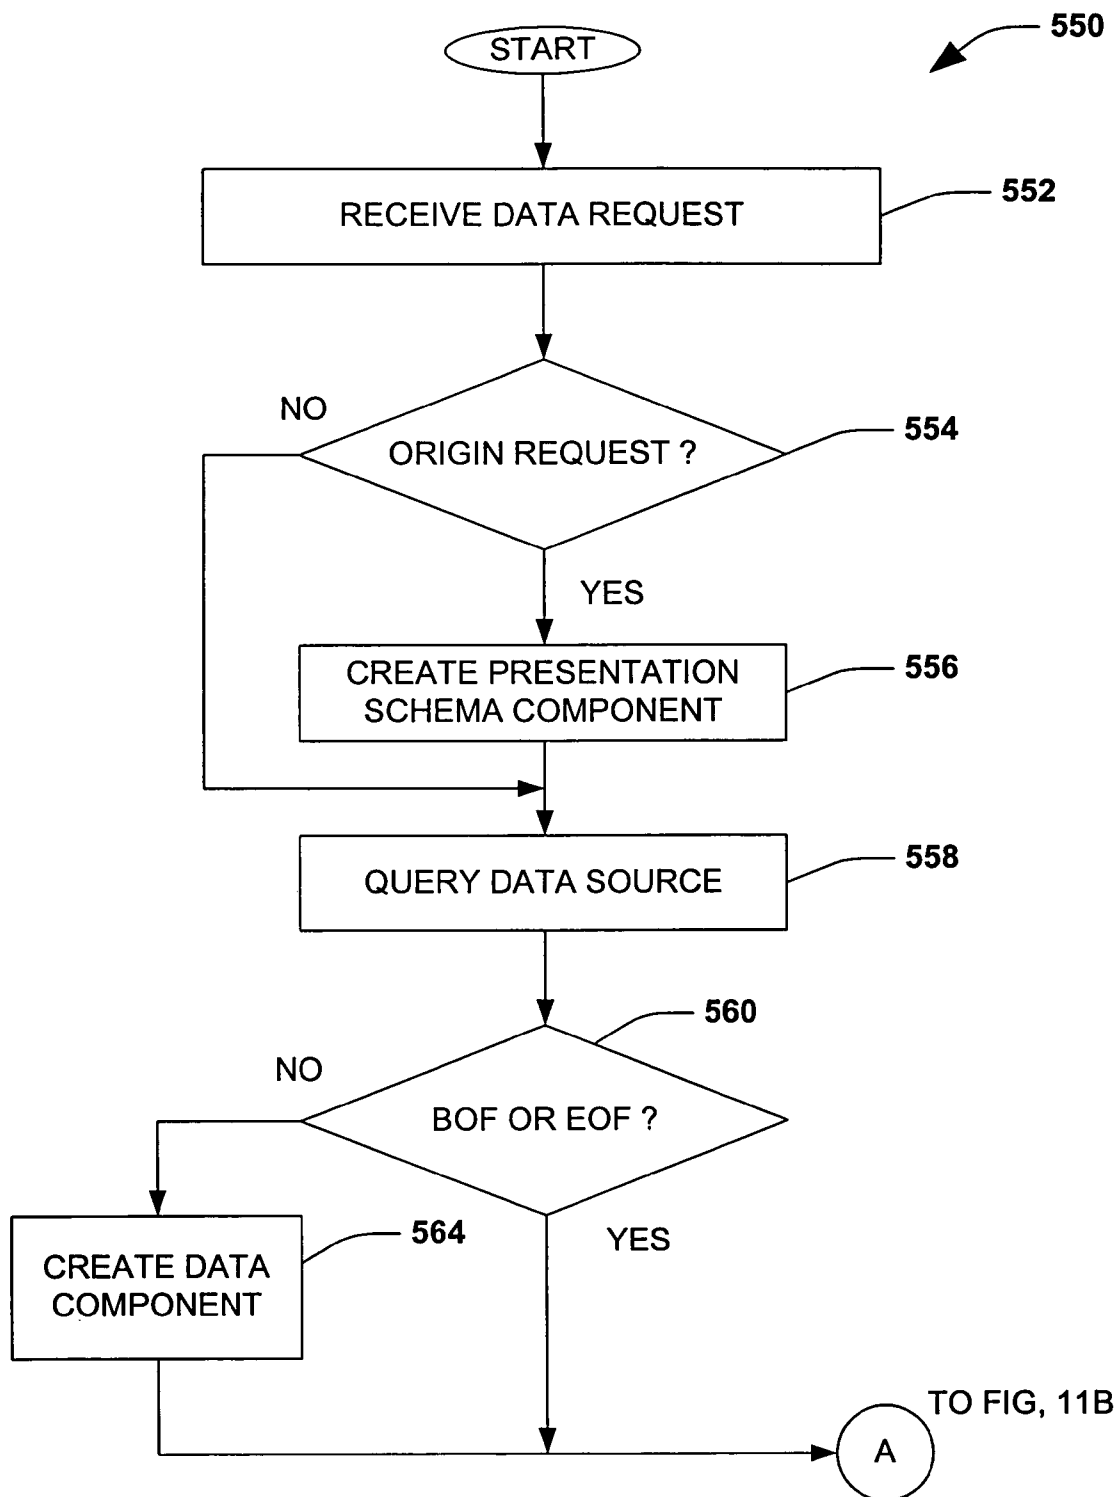 550
START
552
RECEIVE DATA REQUEST
NO
554
ORIGIN REQUEST ?
YES
556
CREATE PRESENTATION
SCHEMA COMPONENT
558
QUERY DATA SOURCE
560
NO
BOF OR EOF ?
564
YES
CREATE DATA
COMPONENT
TO FIG, 11B
A